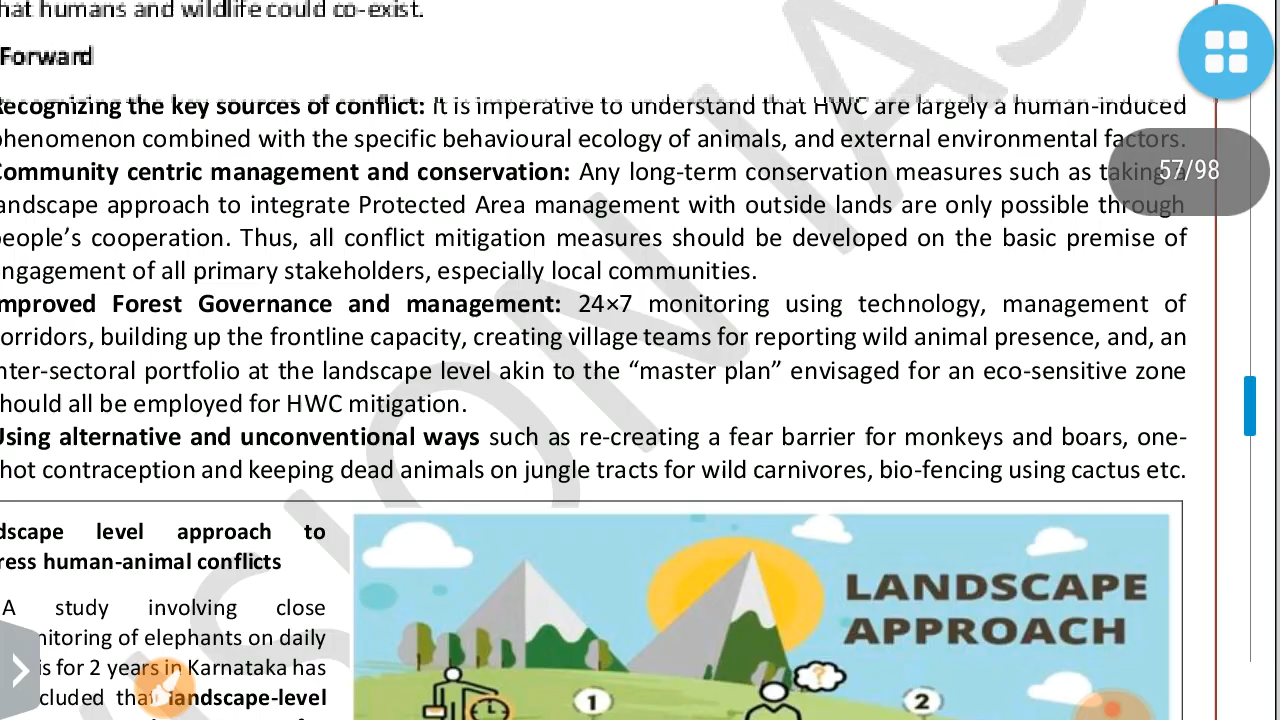 hat humans and wildlife could co-exist.
Forward
Recognizing the key sources of conflict: It is imperative to understand that HWC are largely a human-induced
phenomenon combined with the specific behavioural ecology of animals, and external environmental factors.
Community centric management and conservation: Any long-term conservation measures such as taking a
57/98
andscape approach to integrate Protected Area management with outside lands are only possible through
people's cooperation. Thus, all conflict mitigation measures should be developed on the basic premise of
ngagement of all primary stakeholders, especially local communities.
mproved Forest Governance and management: 24×7 monitoring using technology, management of
orridors, building up the frontline capacity, creating village teams for reporting wild animal presence, and, an
nter-sectoral portfolio at the landscape level akin to the “master plan” envisaged for an eco-sensitive zone
should all be employed for HWC mitigation.
Using alternative and unconventional ways such as re-creating a fear barrier for monkeys and boars, one-
hot contraception and keeping dead animals on jungle tracts for wild carnivores, bio-fencing using cactus etc.
dscape level approach to
ress human-animal conflicts
A study involving close
nitoring of elephants on daily
is for 2 years in Karnataka has
cluded that landscape-level
LANDSCAPE
APPROACH
?
1
2
VISION IAS